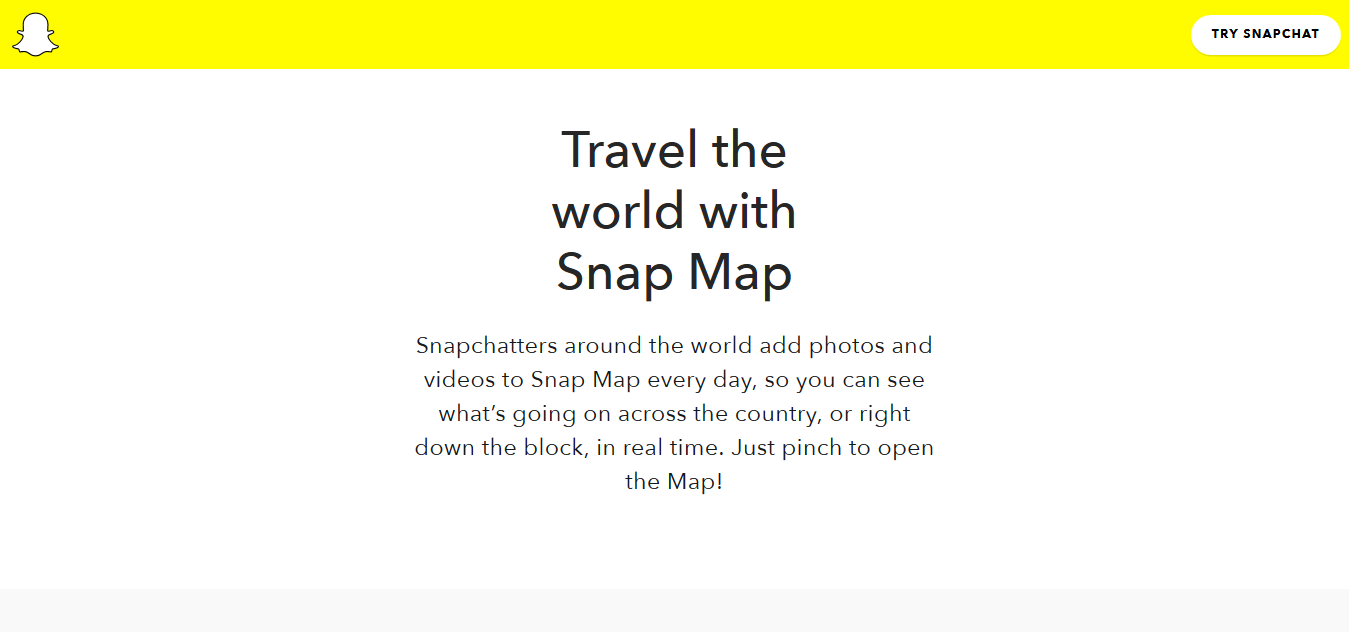 TRY SNAPCHAT
Travel the
world with
Snap Map
Snapchatters around the world add photos and
videos to Snap Map every day, so you can see
what’s going on across the country, or right
down the block, in real time. Just pinch to open
the Map!